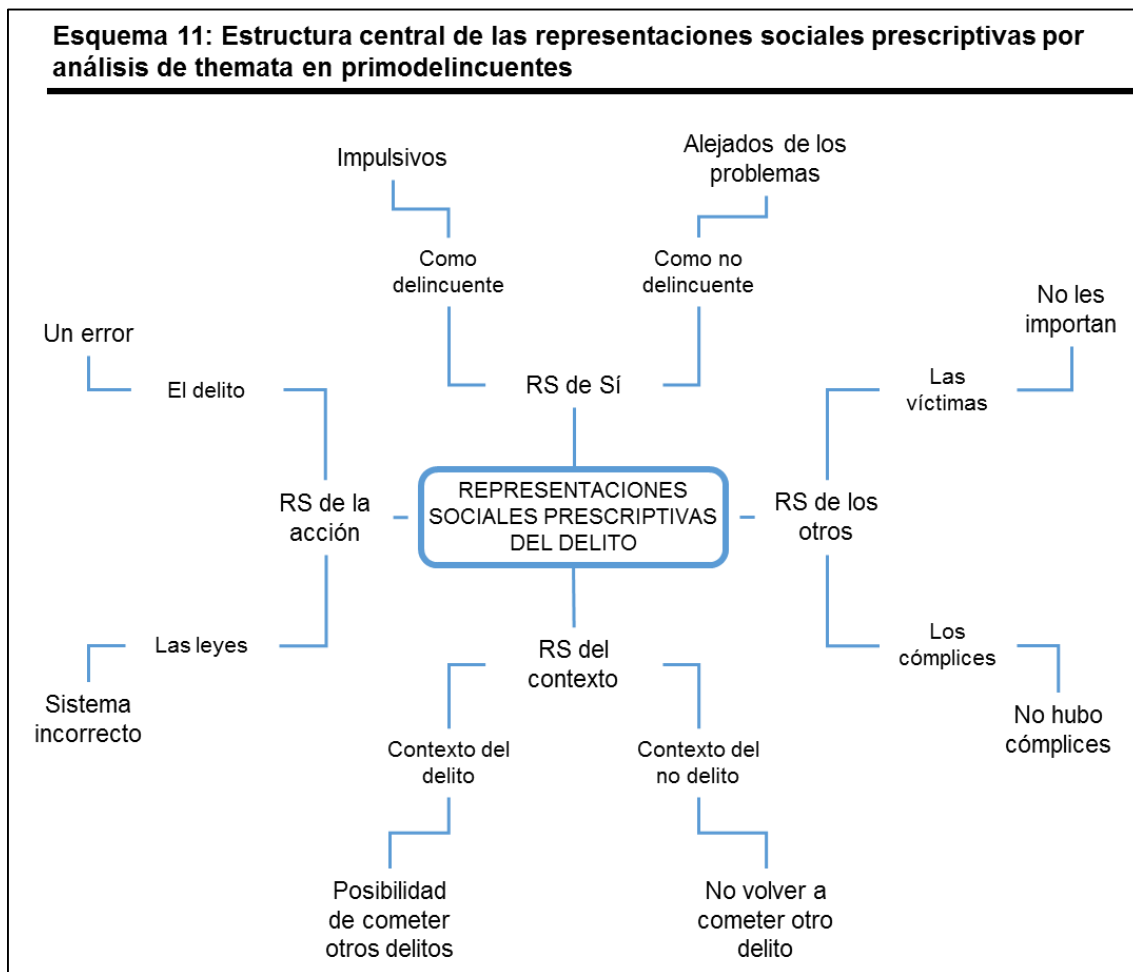 Esquema 11: Estructura central de las representaciones sociales prescriptivas por
análisis de themata en primodelincuentes
Impulsivos
Alejados de los
problemas
Como
delincuente
Como no
delincuente
Un error
No les
importan
El delito
RS de Sí
Las
víctimas
RS de la
acción
REPRESENTACIONES
SOCIALES PRESCRIPTIVAS
DEL DELITO
RS de los
otros
Las leyes
RS del
contexto
Los
cómplices
Sistema
incorrecto
No hubo
cómplices
Contexto del
delito
Contexto del
no delito
Posibilidad
de cometer
otros delitos
No volver a
cometer otro
delito